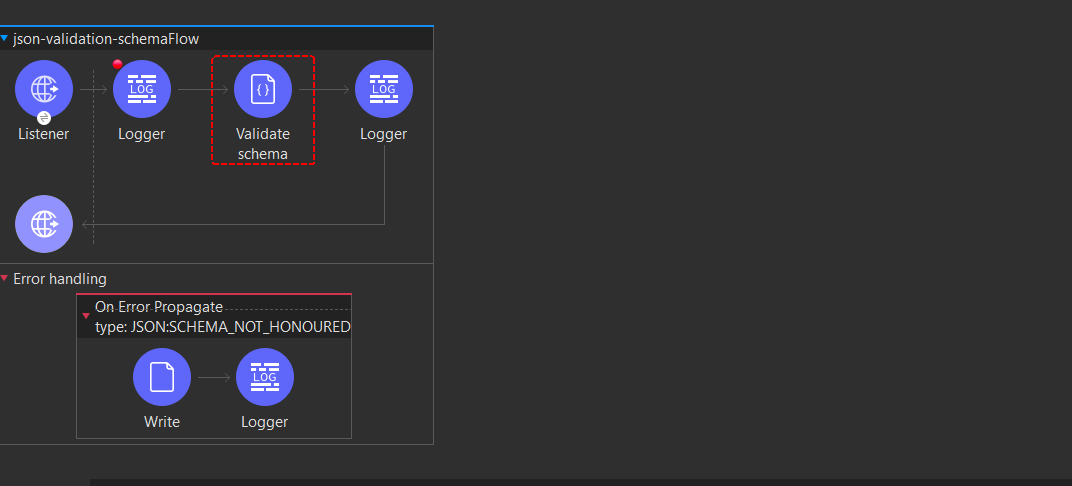 json-validation-schemaFlow
LOG
{}
LOG
Listener
Logger
Validate
schema
Logger
Error handling
On Error Propagate
type: JSON:SCHEMA_NOT_HONOURED
LOG
Write
Logger